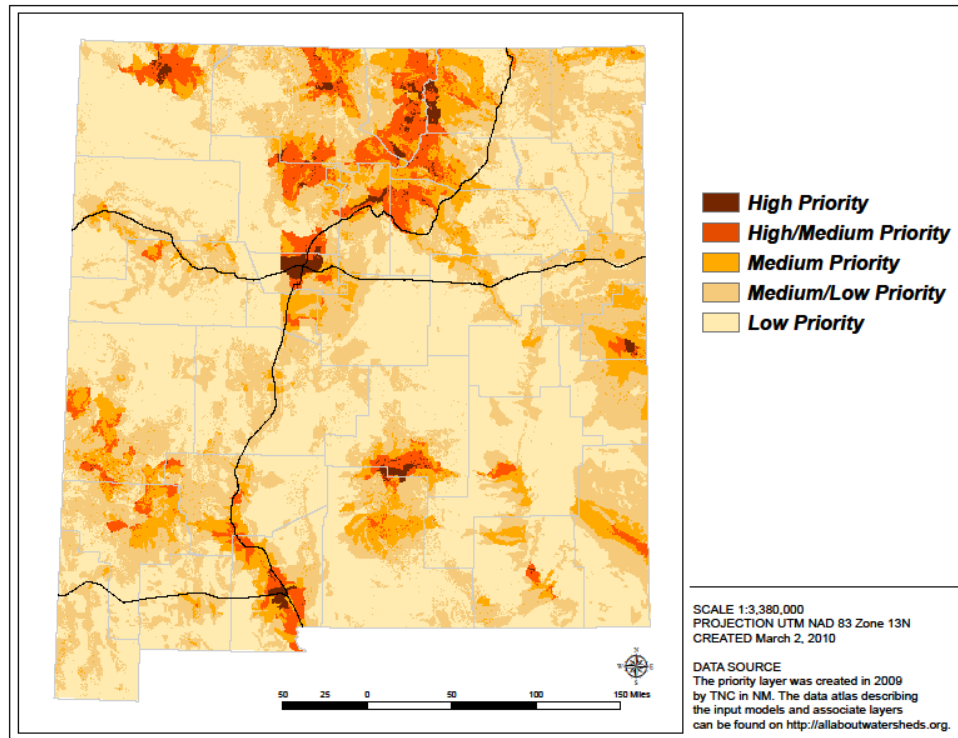 High Priority
High/Medium Priority
Medium Priority
Medium/Low Priority
Low Priority
SCALE 1:3,380,000
PROJECTION UTM NAD 83 Zone 13N
CREATED March 2, 2010
DATA SOURCE
The priority layer was created in 2009
by TNC in NM. The data atlas describing
the input models and associate layers
can be found on http://allaboutwatersheds.org.
N
W E
S
50 25 0 50 100 150 Miles